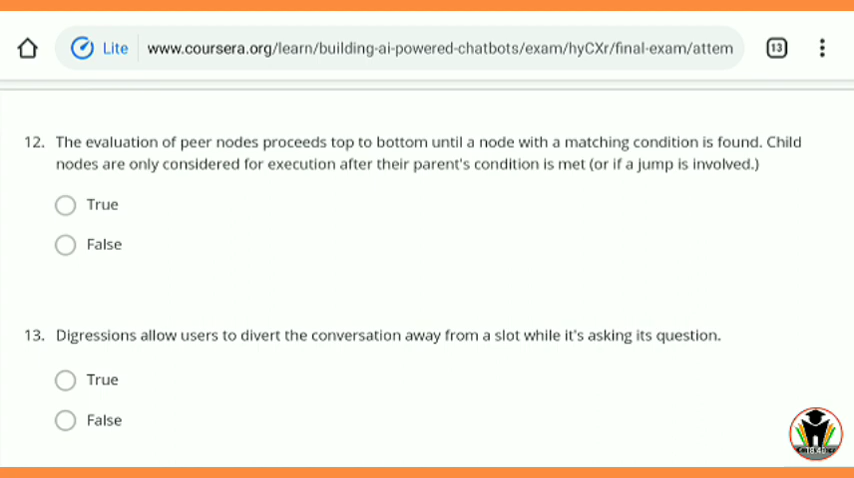 Lite www.coursera.org/learn/building-ai-powered-chatbots/exam/hyCXr/final-exam/attem 13
12. The evaluation of peer nodes proceeds top to bottom until a node with a matching condition is found. Child
nodes are only considered for execution after their parent's condition is met (or if a jump is involved.)
True
False
13. Digressions allow users to divert the conversation away from a slot while it's asking its question.
True
False